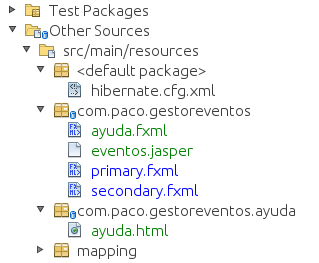 Test Packages
Other Sources
src/main/resources
<default package>
hibernate.cfg.xml
com.paco.gestoreventos
ayuda.fxml
eventos.jasper
primary.fxml
secondary.fxml
com.paco.gestoreventos.ayuda
ayuda.html
mapping